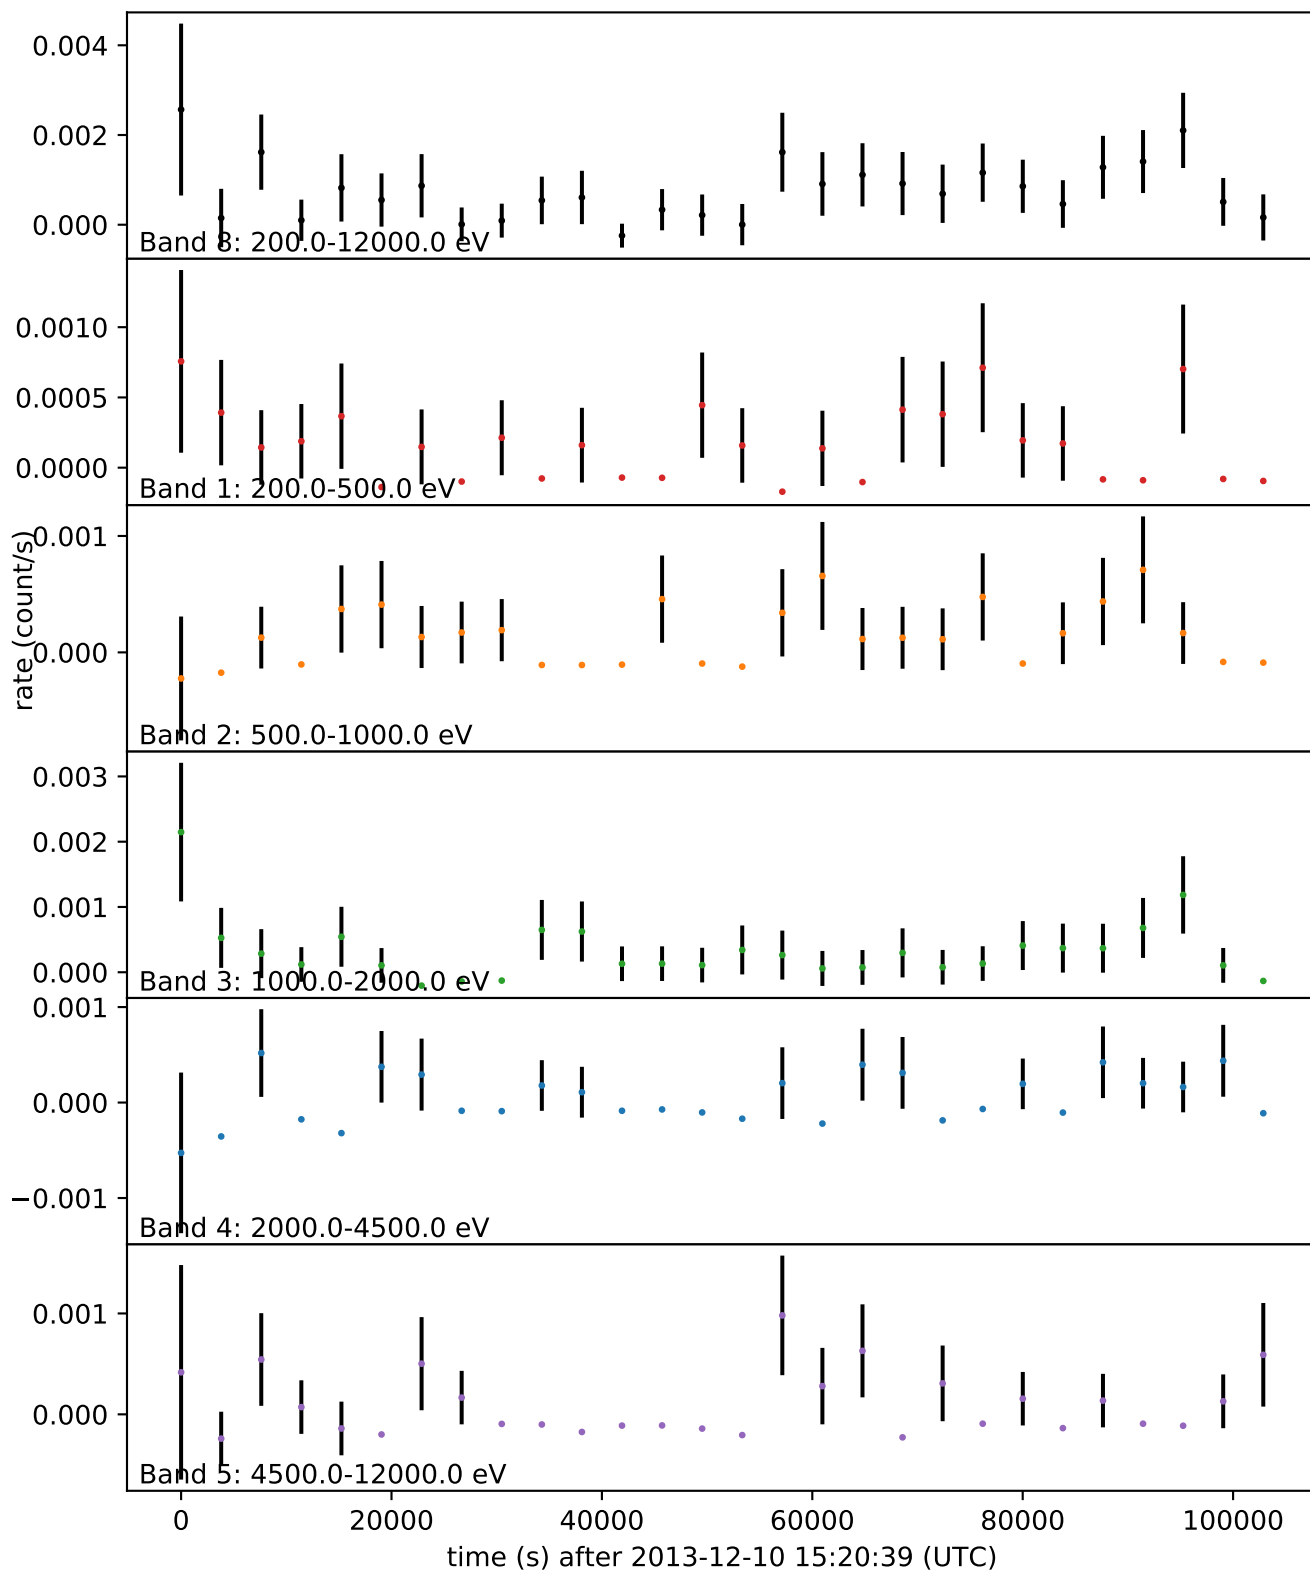 0.004
0.002
0.000
Band 8: 200.0-12000.0 eV
0.0010
0.0005
0.0000
Band 1: 200.0-500.0 eV
rate (count/s)
0.001
0.000
Band 2: 500.0-1000.0 eV
0.003
0.002
0.001
0.000
Band 3: 1000.0-2000.0 eV
0.001
0.000
−0.001
Band 4: 2000.0-4500.0 eV
0.001
0.000
Band 5: 4500.0-12000.0 eV
0 20000 40000 60000 80000 100000
time (s) after 2013-12-10 15:20:39 (UTC)